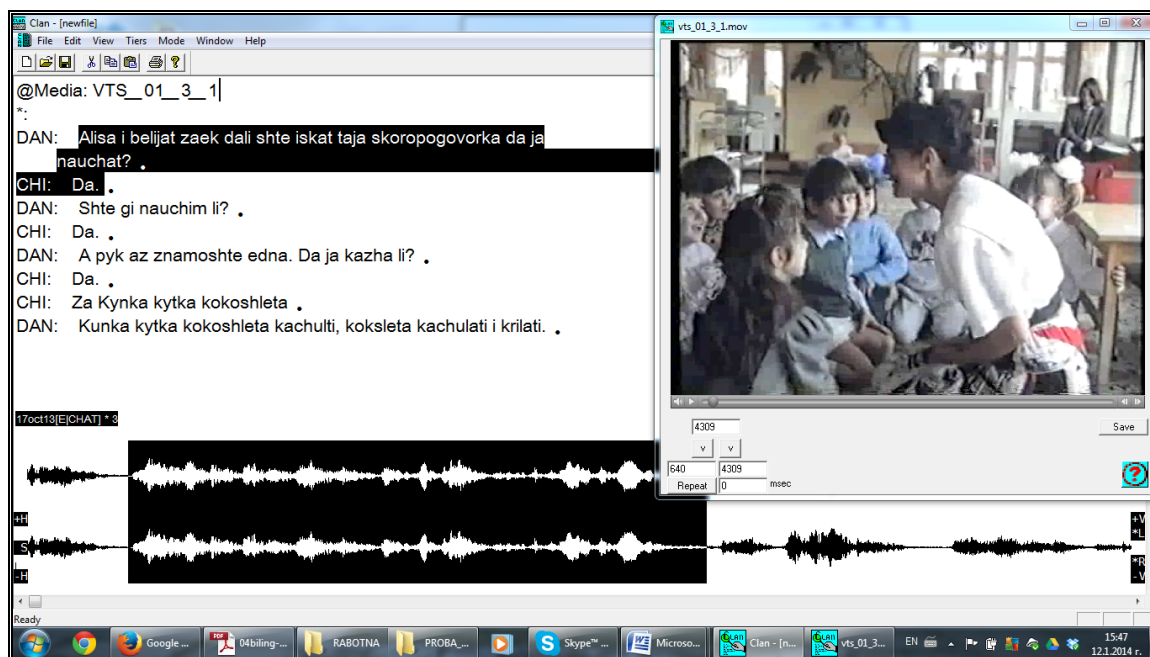 Clan - [newfile]
File Edit View Tiers Mode Window Help
@Media: VTS__01__3__1
*:
DAN: Alisa i belijat zaek dali shte iskat taja skoropogovorka da ja
nauchat? .
CHI: Da. .
DAN: Shte gi nauchim li? .
CHI: Da. .
DAN: A pyk az znamoshte edna. Da ja kazha li? .
CHI: Da. .
CHI: Za Kynka kytka kokoshleta .
DAN: Kunka kytka kokoshleta kachulti, koksleta kachulati i krilati. .
17oct13[E|CHAT] * 3
+H
S
-H
+V
*L
*R
-V
Ready
vts_01_3_1.mov
4309
Save
v v
640 4309
Repeat 0 msec
Google ...
04biling-...
RABOTNA
PROBA_...
Skype™ ...
Microso...
Clan - [n...
vts_01_3...
EN
15:47
12.1.2014 г.